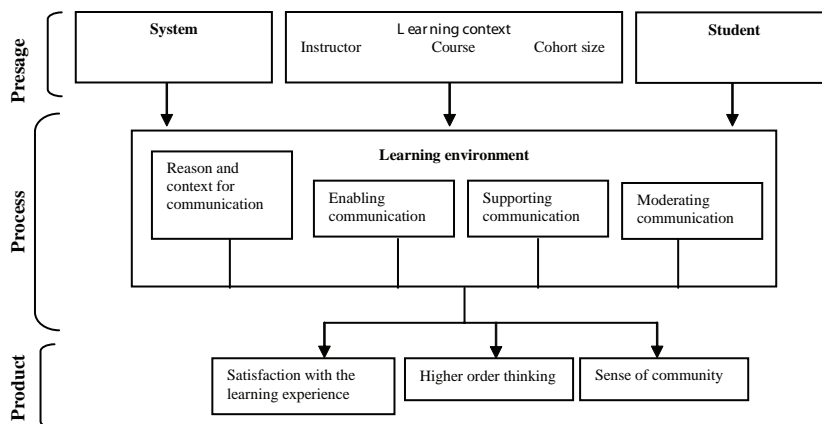 Presage
System
Learning context
Instructor Course Cohort size
Student
Process
Learning environment
Reason and
context for
communication
Enabling
communication
Supporting
communication
Moderating
communication
Product
Satisfaction with the
learning experience
Higher order thinking
Sense of community